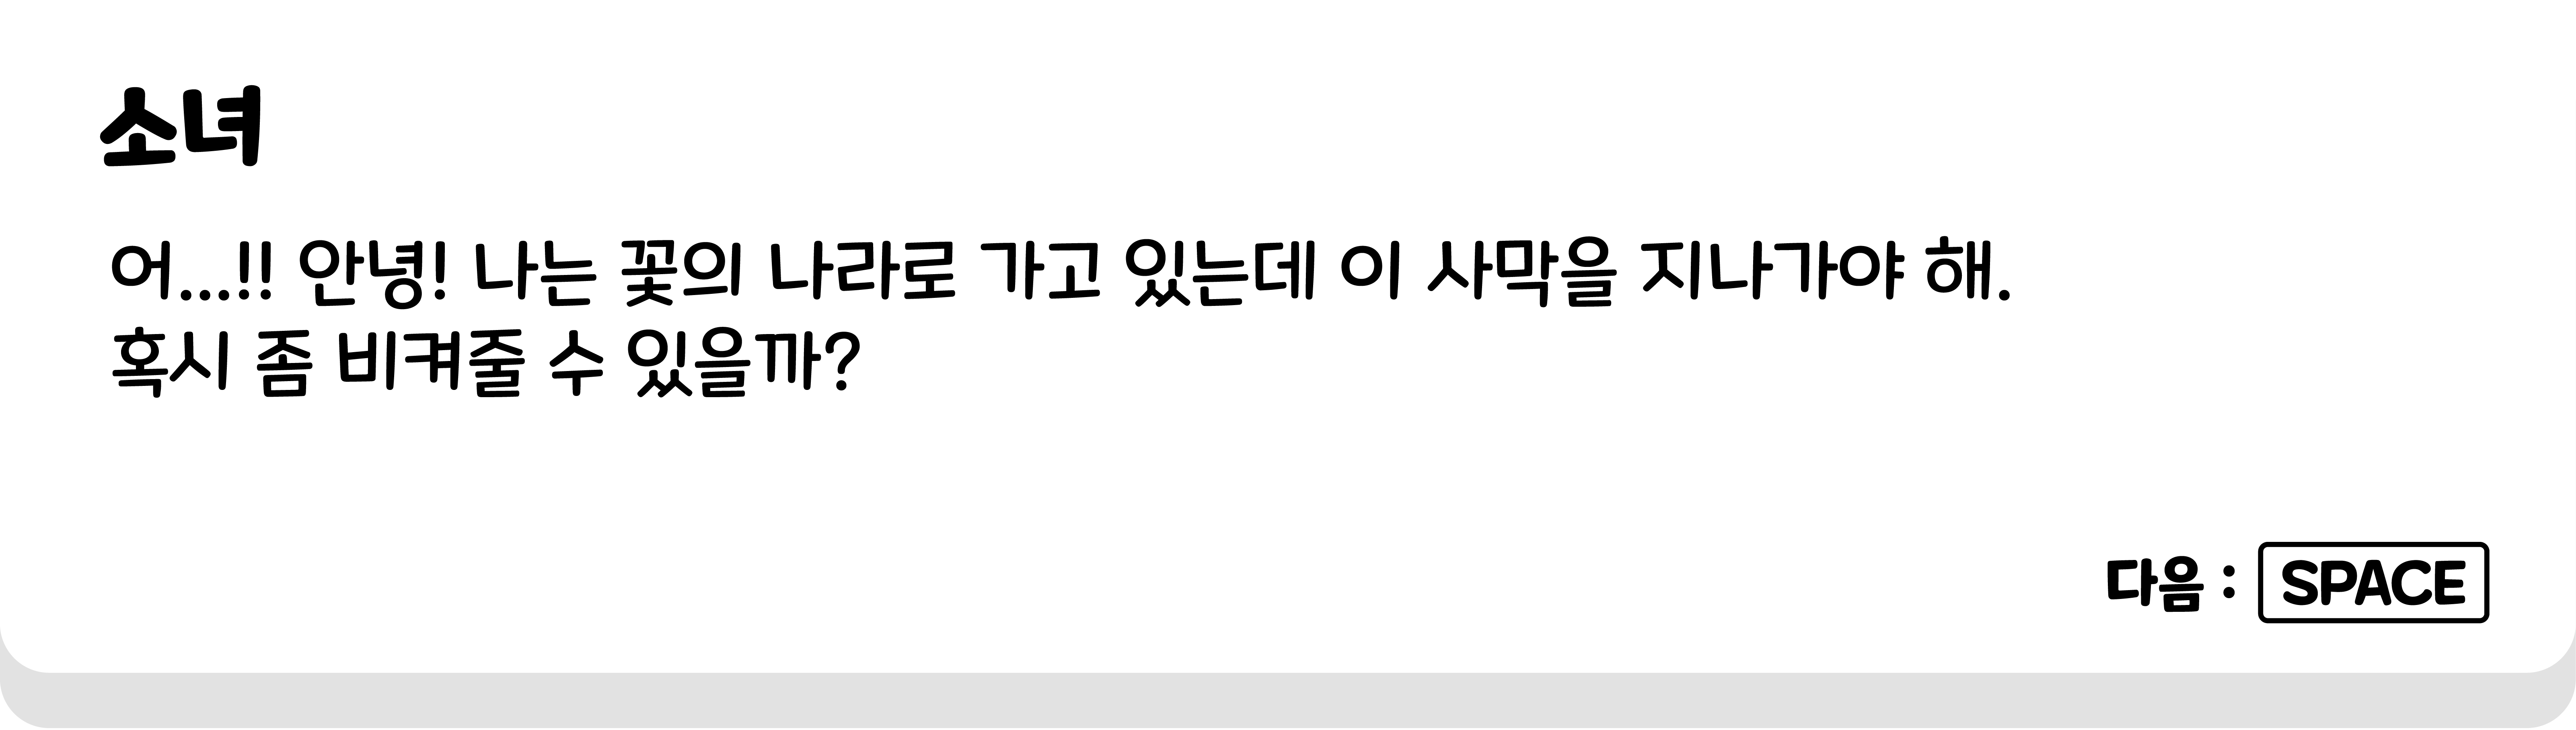 소녀
어...!! 안녕! 나는 꽃의 나라로 가고 있는데 이 사막을 지나가야 해.
혹시 좀 비켜줄 수 있을까?
다음 : SPACE